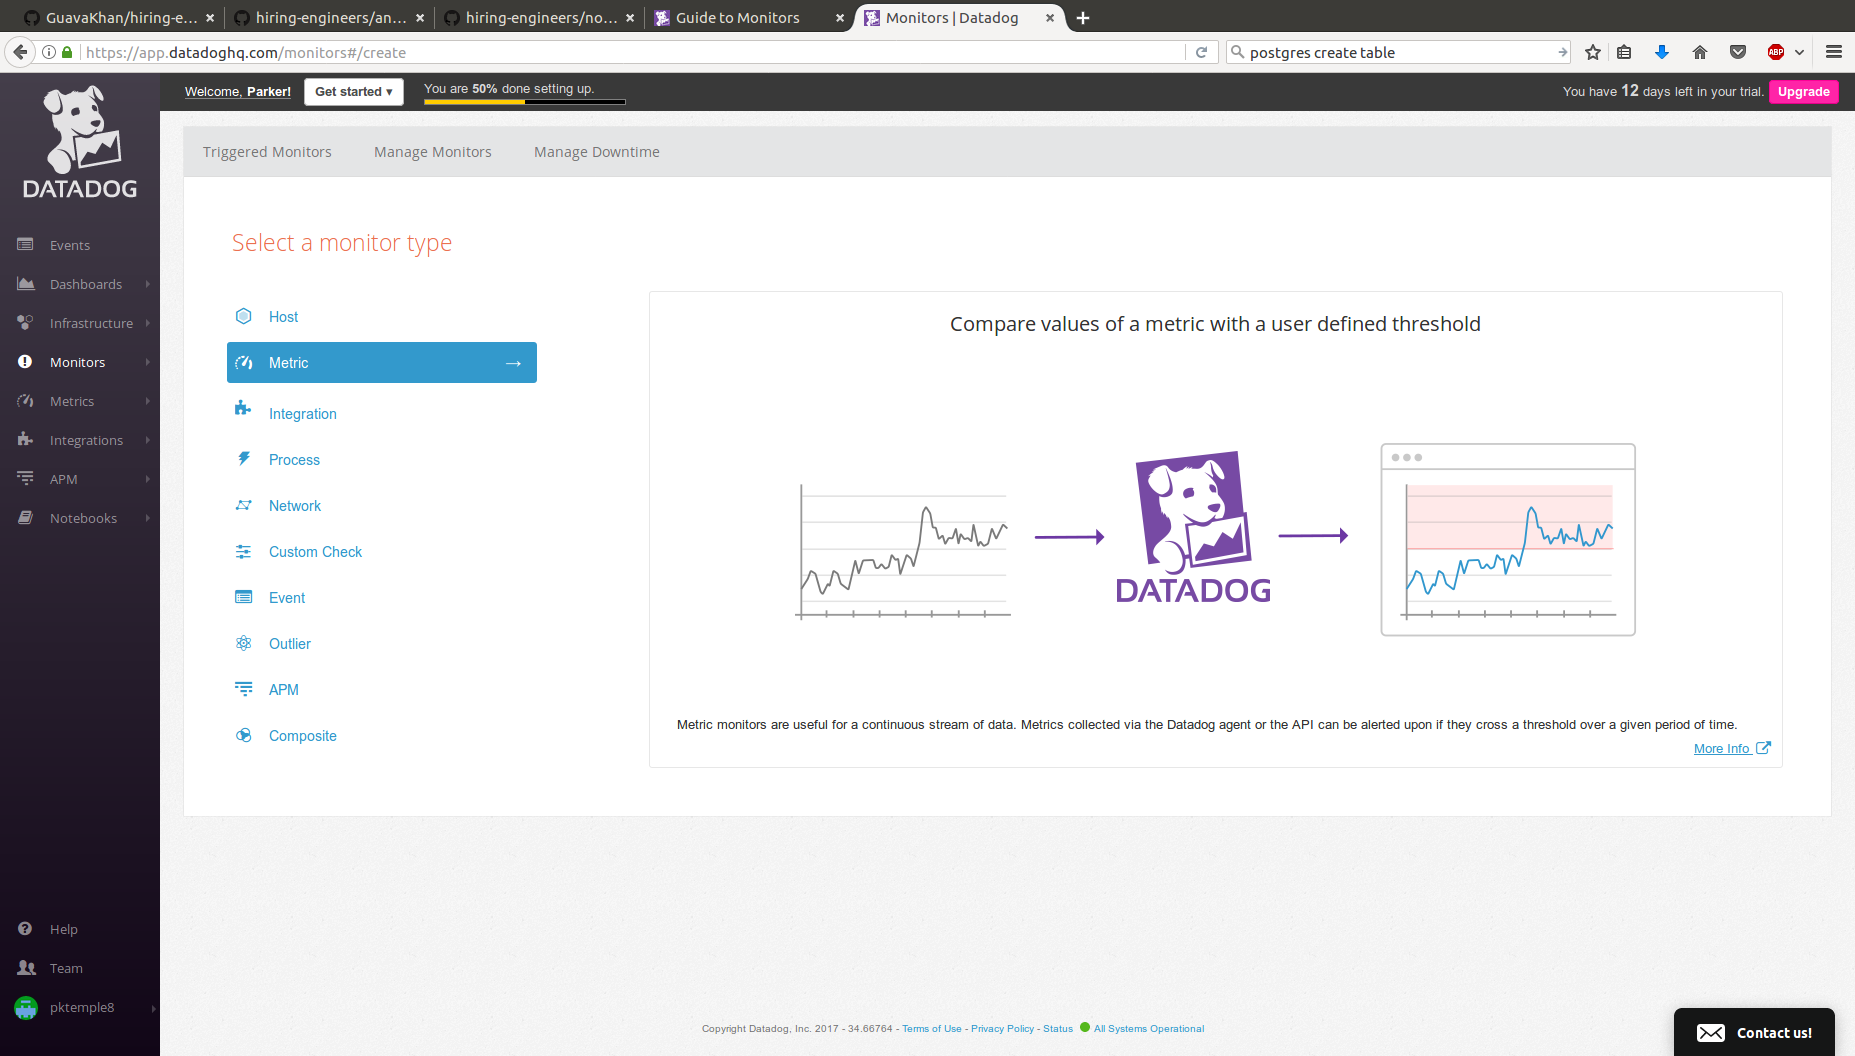 GuavaKhan/hiring-e... × hiring-engineers/an... × hiring-engineers/no... × Guide to Monitors × Monitors | Datadog ×
https://app.datadoghq.com/monitors#/create
postgres create table
ABP
Welcome, Parker!
Get started ▾
You are 50% done setting up.
You have 12 days left in your trial.
Upgrade
DATADOG
Events
Dashboards
Infrastructure
Monitors
Metrics
Integrations
APM
Notebooks
Help
Team
pktemple8
Triggered Monitors Manage Monitors Manage Downtime
Select a monitor type
Host
Metric →
Integration
Process
Network
Custom Check
Event
Outlier
APM
Composite
Compare values of a metric with a user defined threshold
DATADOG
Metric monitors are useful for a continuous stream of data. Metrics collected via the Datadog agent or the API can be alerted upon if they cross a threshold over a given period of time.
More Info
Copyright Datadog, Inc. 2017 - 34.66764 - Terms of Use - Privacy Policy - Status All Systems Operational
Contact us!